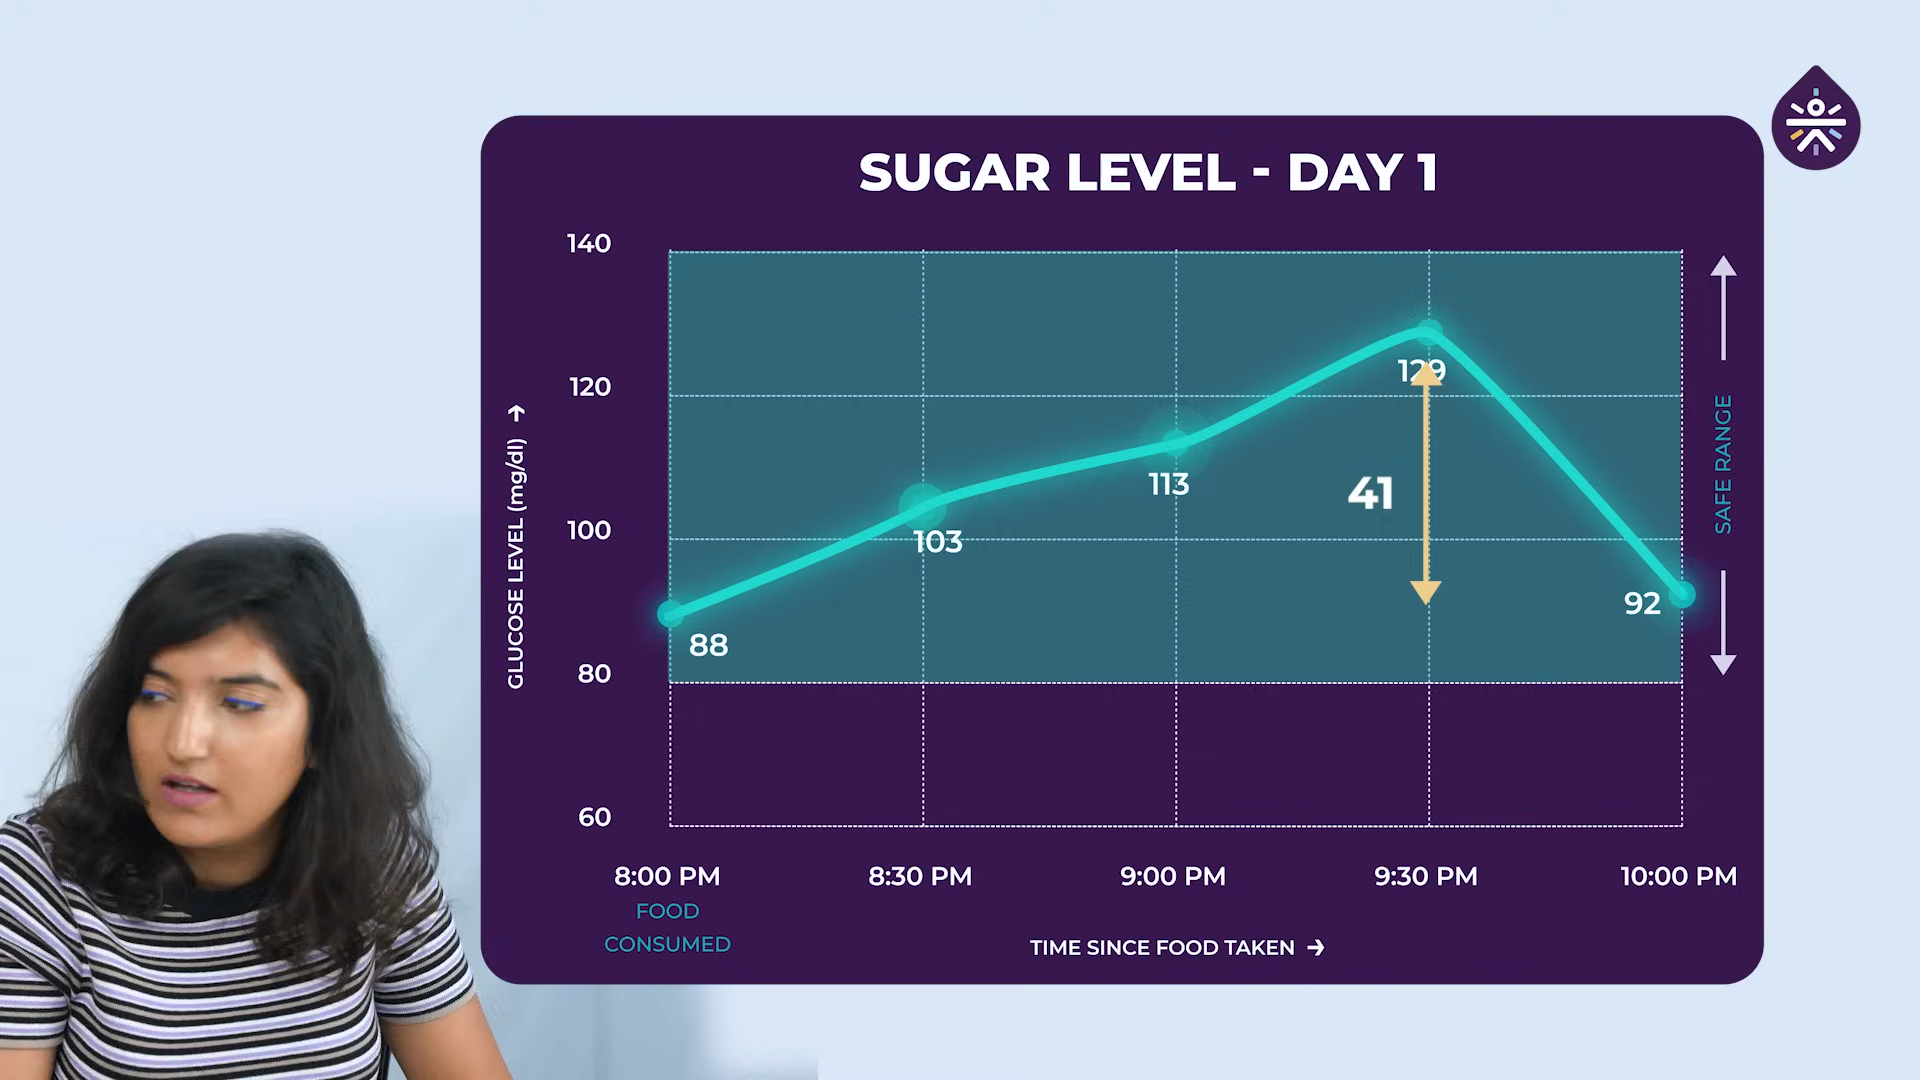 SUGAR LEVEL - DAY 1
140
120
100
80
60
GLUCOSE LEVEL (mg/dl) →
88
103
113
129
41
92
SAFE RANGE
8:00 PM 8:30 PM 9:00 PM 9:30 PM 10:00 PM
FOOD
CONSUMED
TIME SINCE FOOD TAKEN →